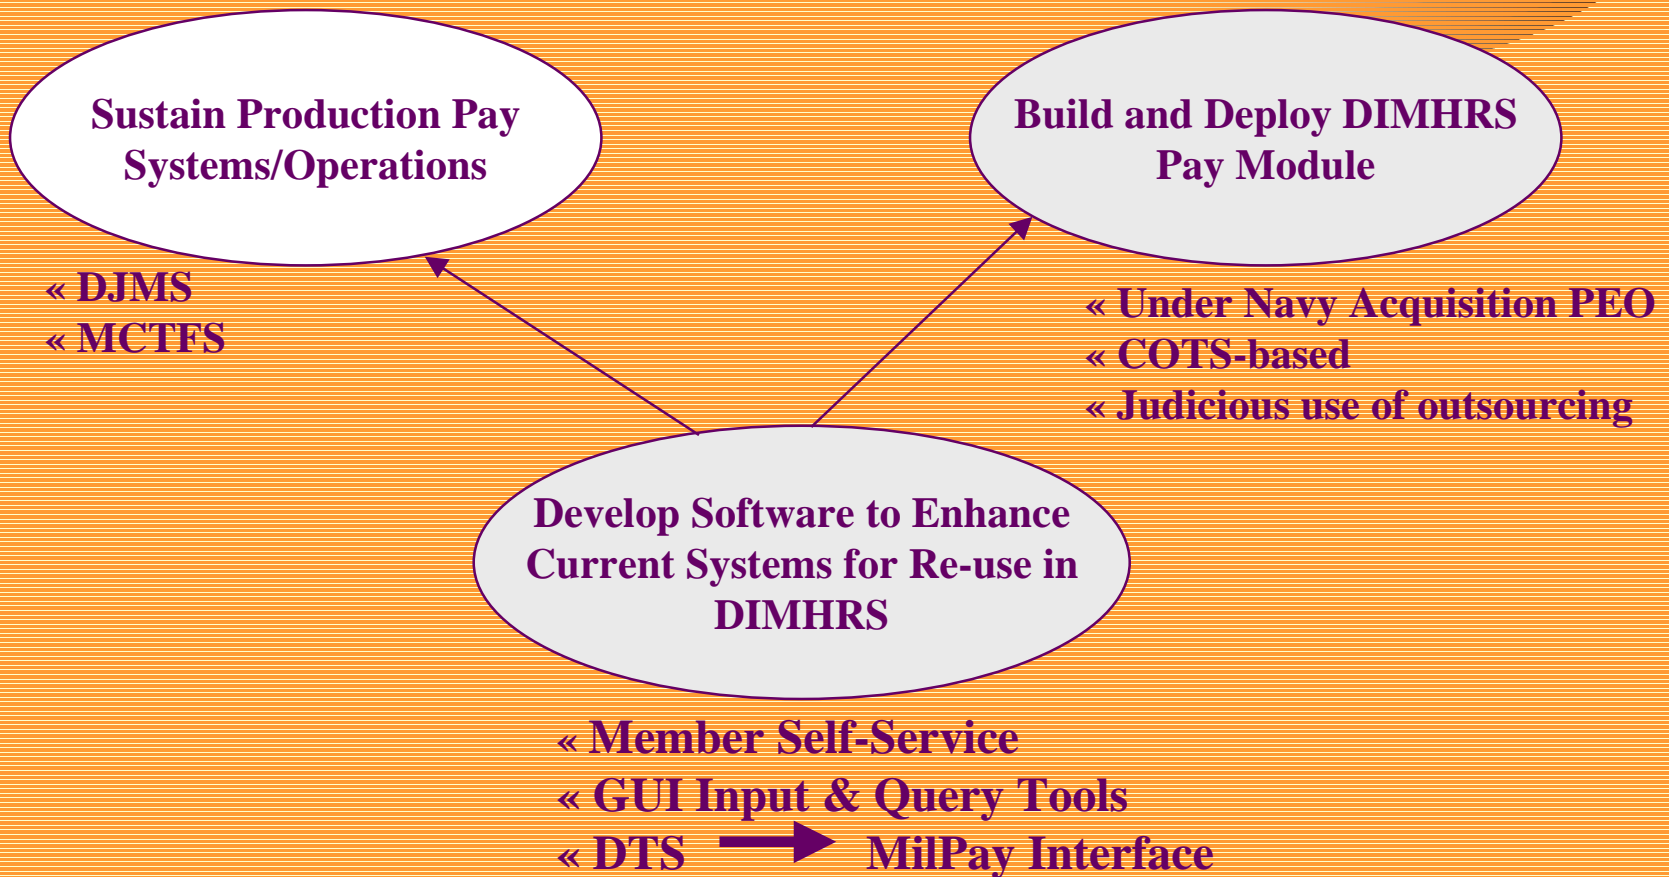 Sustain Production Pay
Systems/Operations
Build and Deploy DIMHRS
Pay Module
« DJMS
« MCTFS
« Under Navy Acquisition PEO
« COTS-based
« Judicious use of outsourcing
Develop Software to Enhance
Current Systems for Re-use in
DIMHRS
« Member Self-Service
« GUI Input & Query Tools
« DTS MilPay Interface